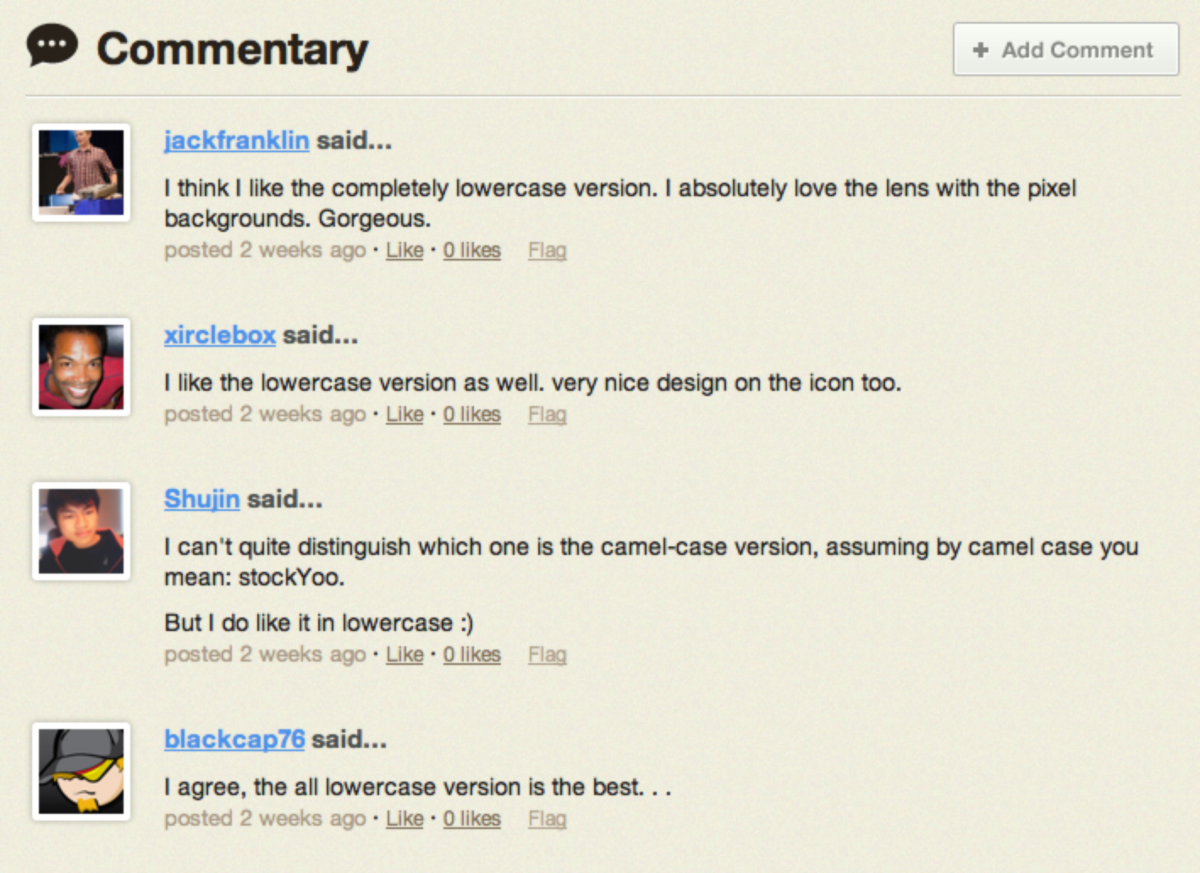 Commentary
+ Add Comment
jackfranklin said...
I think I like the completely lowercase version. I absolutely love the lens with the pixel
backgrounds. Gorgeous.
posted 2 weeks ago · Like · 0 likes Flag
xirclebox said...
I like the lowercase version as well. very nice design on the icon too.
posted 2 weeks ago · Like · 0 likes Flag
Shujin said...
I can't quite distinguish which one is the camel-case version, assuming by camel case you
mean: stockYoo.
But I do like it in lowercase :)
posted 2 weeks ago · Like · 0 likes Flag
blackcap76 said...
I agree, the all lowercase version is the best. . .
posted 2 weeks ago · Like · 0 likes Flag